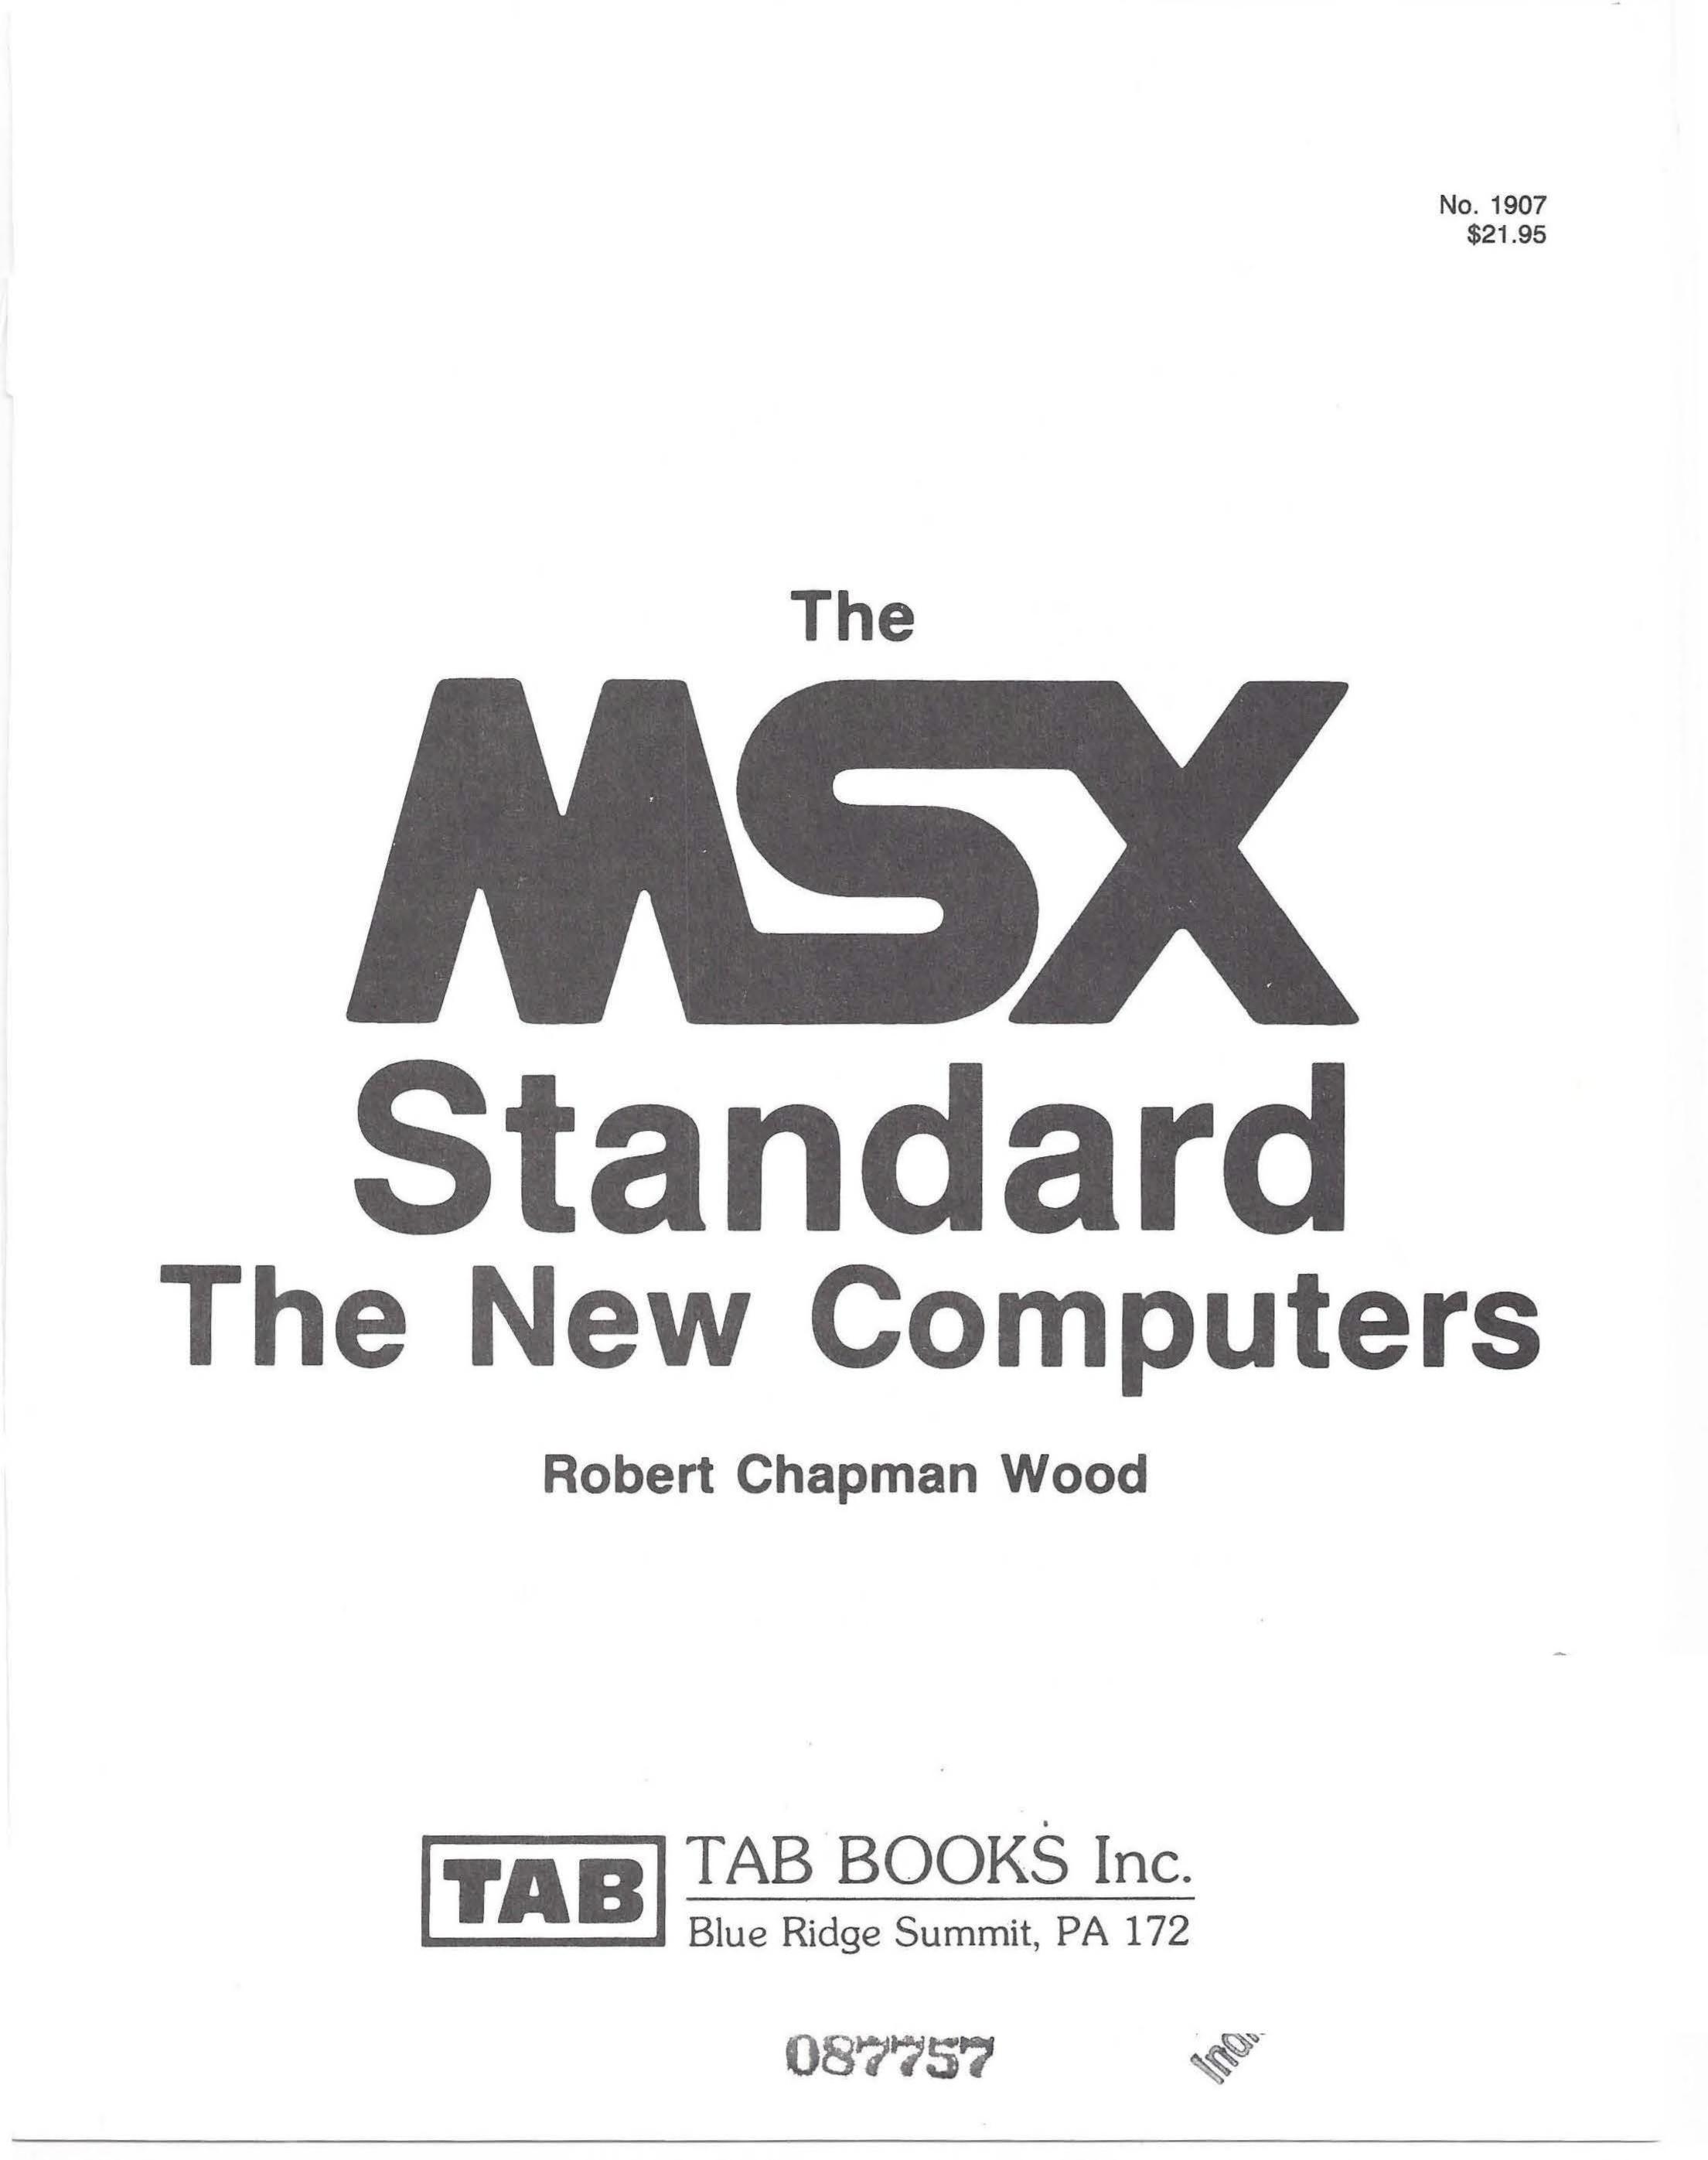 No. 1907
$21.95
The
MSX
Standard
The New Computers
Robert Chapman Wood
TAB
TAB BOOKS Inc.
Blue Ridge Summit, PA 172
087757